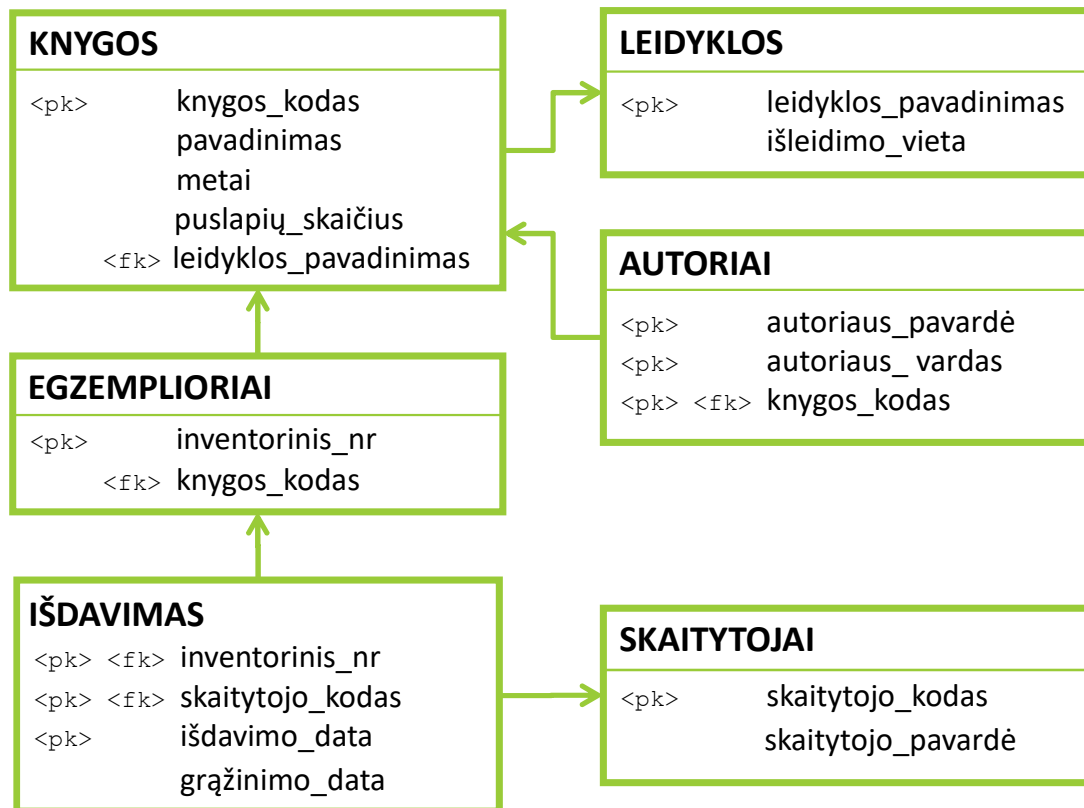 KNYGOS
<pk> knygos_kodas
pavadinimas
metai
puslapių_skaičius
<fk> leidyklos_pavadinimas
LEIDYKLOS
<pk> leidyklos_pavadinimas
išleidimo_vieta
AUTORIAI
<pk> autoriaus_pavardė
<pk> autoriaus_ vardas
<pk> <fk> knygos_kodas
EGZEMPLIORIAI
<pk> inventorinis_nr
<fk> knygos_kodas
IŠDAVIMAS
<pk> <fk> inventorinis_nr
<pk> <fk> skaitytojo_kodas
<pk> išdavimo_data
grąžinimo_data
SKAITYTOJAI
<pk> skaitytojo_kodas
skaitytojo_pavardė